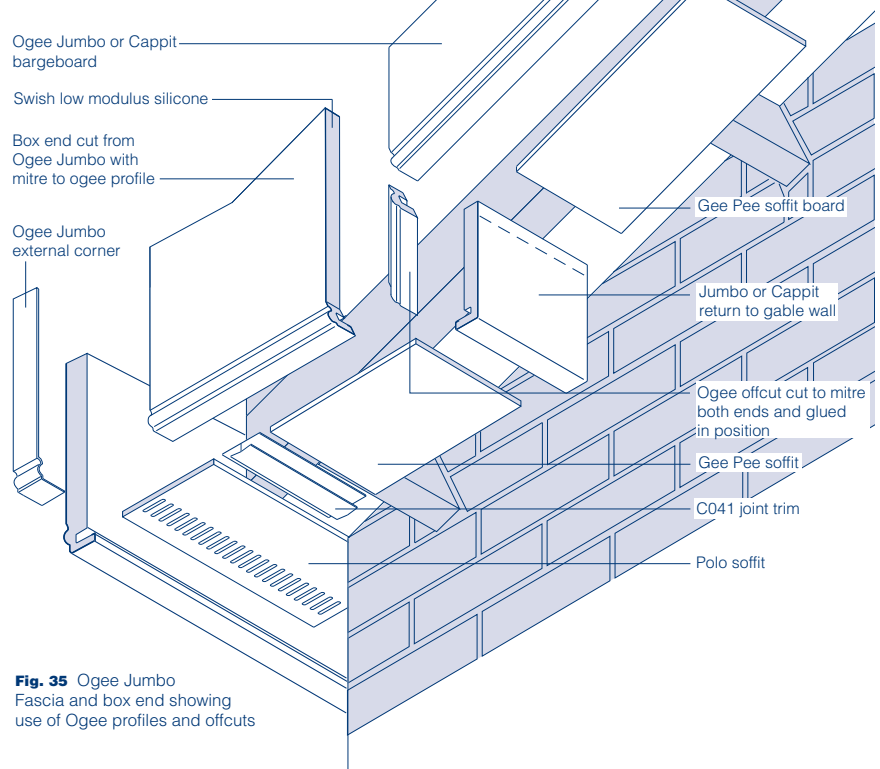 Ogee Jumbo or Cappit
bargeboard
Swish low modulus silicone
Box end cut from
Ogee Jumbo with
mitre to ogee profile
Ogee Jumbo
external corner
Gee Pee soffit board
Jumbo or Cappit
return to gable wall
Ogee offcut cut to mitre
both ends and glued
in position
Gee Pee soffit
C041 joint trim
Polo soffit
Fig. 35 Ogee Jumbo
Fascia and box end showing
use of Ogee profiles and offcuts